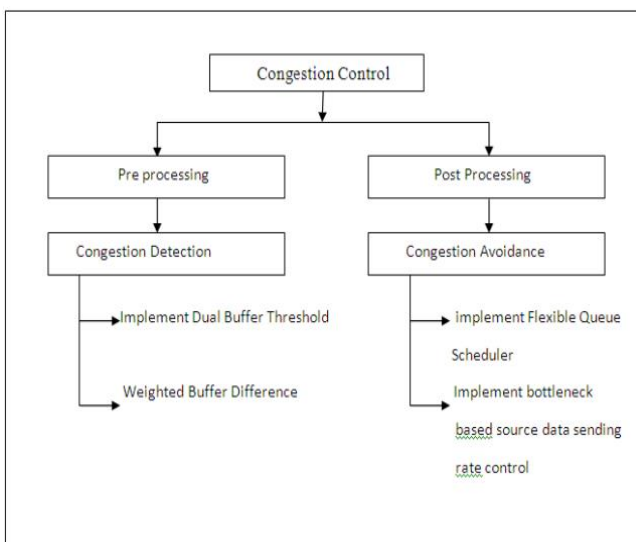 Congestion Control
Pre processing
Post Processing
Congestion Detection
Congestion Avoidance
Implement Dual Buffer Threshold
Weighted Buffer Difference
implement Flexible Queue
Scheduler
Implement bottleneck
based source data sending
rate control